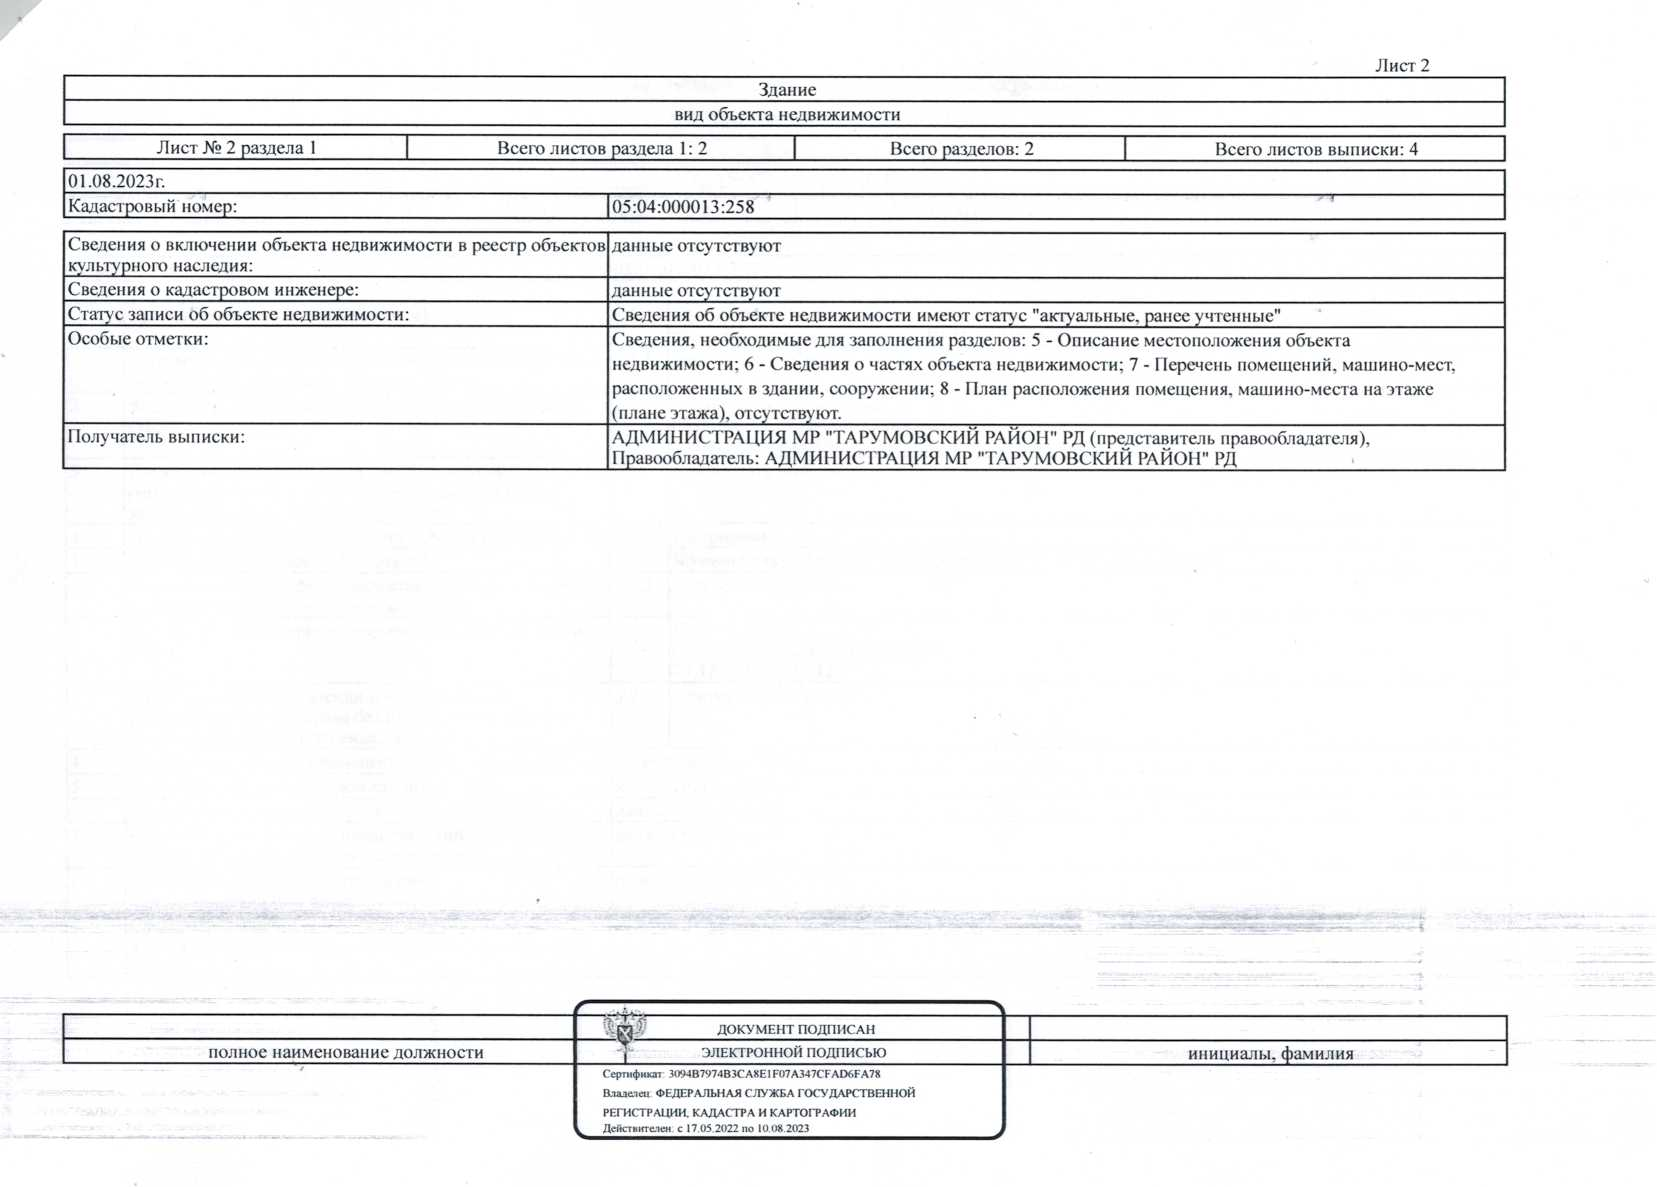 Лист 2
Здание
вид объекта недвижимости
Лист № 2 раздела 1
Всего листов раздела 1: 2
Всего разделов: 2
Всего листов выписки: 4
01.08.2023г.
Кадастровый номер:
05:04:000013:258
Сведения о включении объекта недвижимости в реестр объектов
культурного наследия:
данные отсутствуют
Сведения о кадастровом инженере:
данные отсутствуют
Статус записи об объекте недвижимости:
Сведения об объекте недвижимости имеют статус "актуальные, ранее учтенные"
Особые отметки:
Сведения, необходимые для заполнения разделов: 5 - Описание местоположения объекта
недвижимости; 6 - Сведения о частях объекта недвижимости; 7 - Перечень помещений, машино-мест,
расположенных в здании, сооружении; 8 - План расположения помещения, машино-места на этаже
(плане этажа), отсутствуют.
Получатель выписки:
АДМИНИСТРАЦИЯ МР "ТАРУМОВСКИЙ РАЙОН" РД (представитель правообладателя),
Правообладатель: АДМИНИСТРАЦИЯ МР "ТАРУМОВСКИЙ РАЙОН" РД
полное наименование должности
ДОКУМЕНТ ПОДПИСАН
ЭЛЕКТРОННОЙ ПОДПИСЬЮ
Сертификат: 3094B7974B3CA8E1F07A347CFAD6FA78
Владелец: ФЕДЕРАЛЬНАЯ СЛУЖБА ГОСУДАРСТВЕННОЙ
РЕГИСТРАЦИИ, КАДАСТРА И КАРТОГРАФИИ
Действителен: с 17.05.2022 по 10.08.2023
инициалы, фамилия